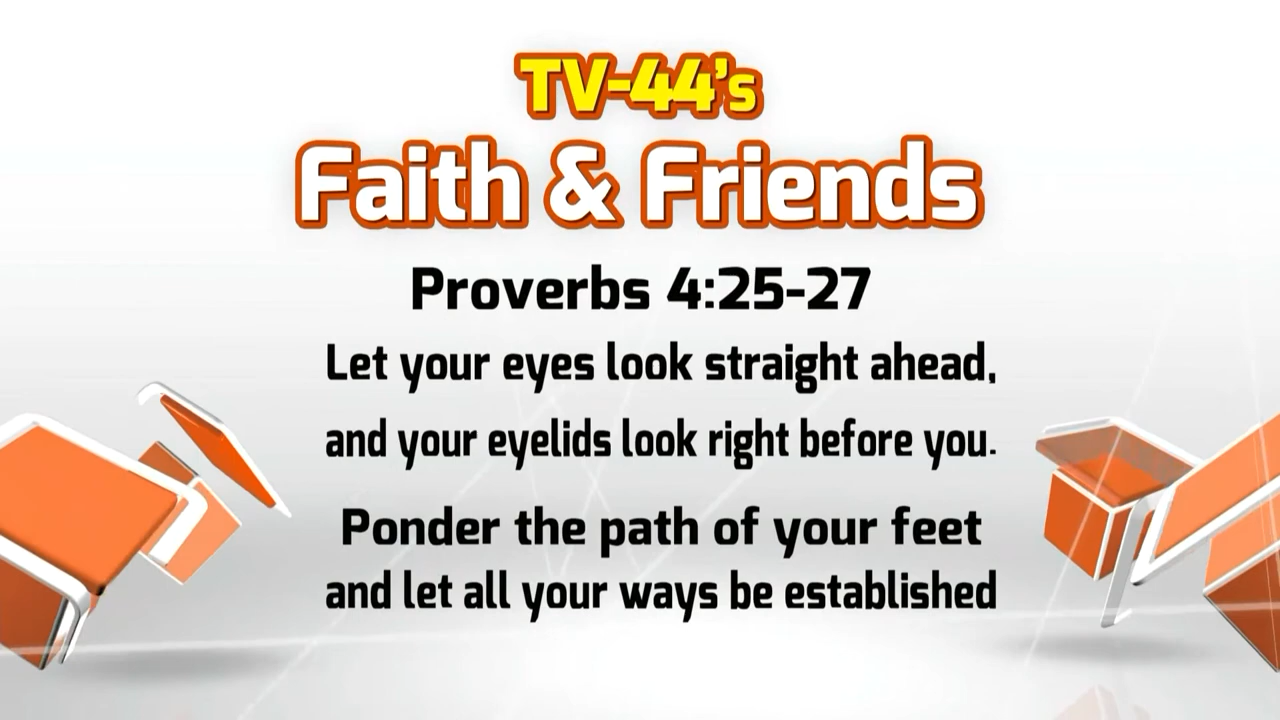 TV-44's
Faith & Friends
Proverbs 4:25-27
Let your eyes look straight ahead,
and your eyelids look right before you.
Ponder the path of your feet
and let all your ways be established